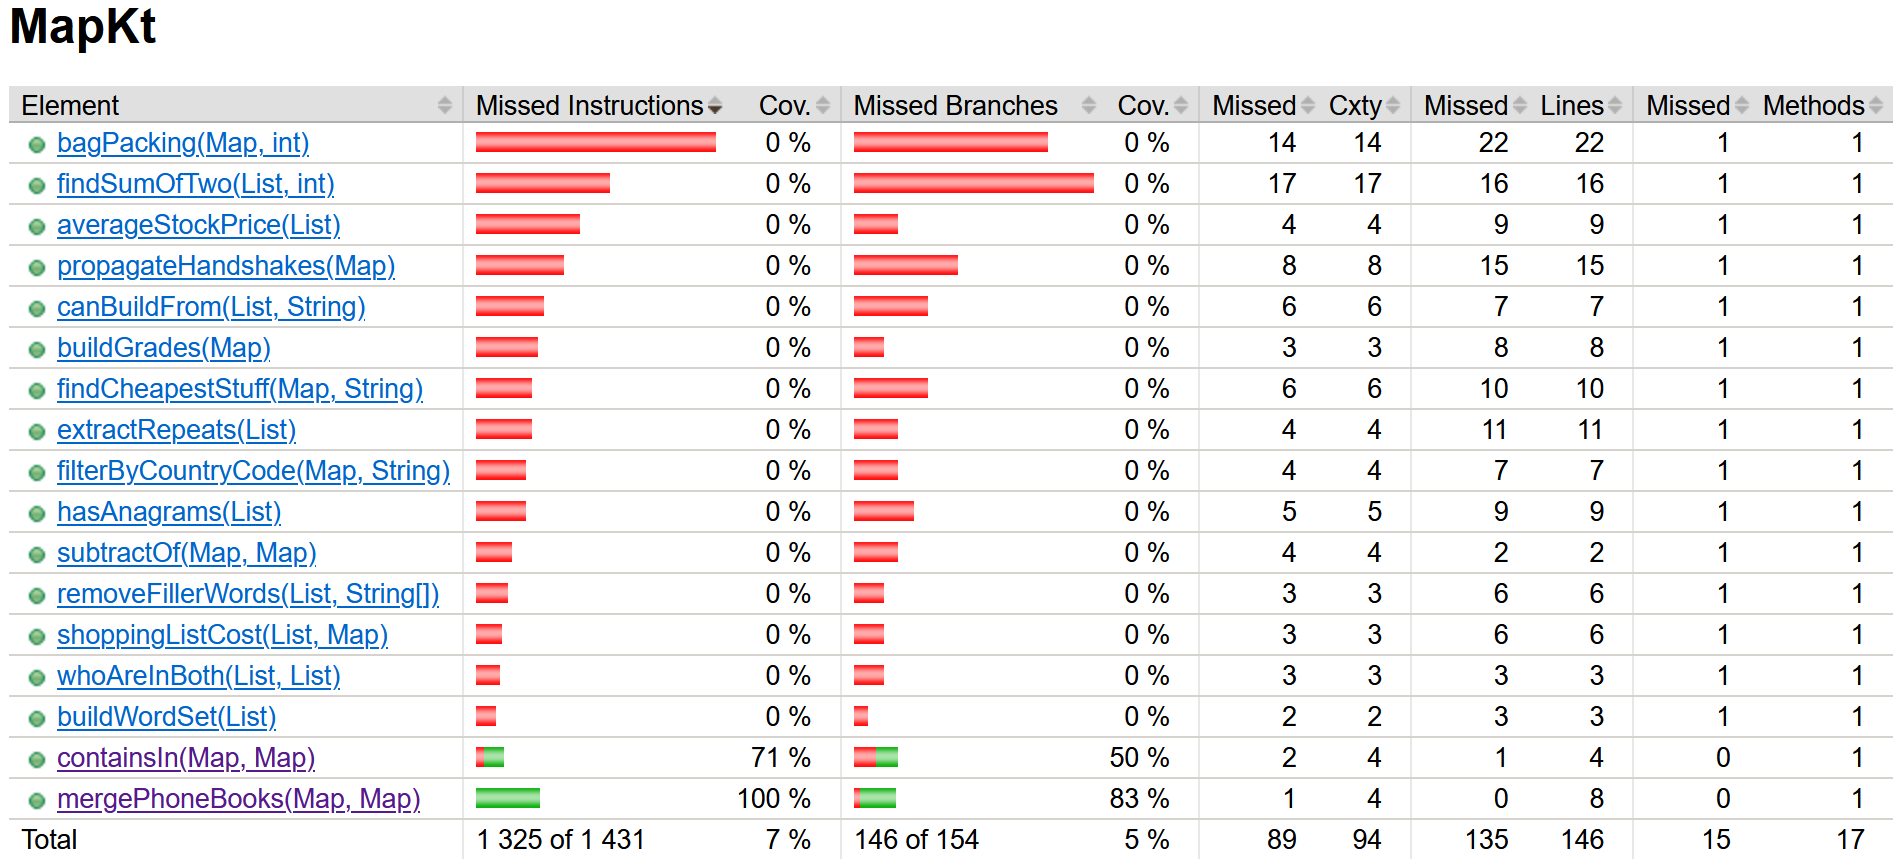 MapKt
Element Missed Instructions Cov. Missed Branches Cov. Missed Cxty Missed Lines Missed Methods
bagPacking(Map, int) 0 % 0 % 14 14 22 22 1 1
findSumOfTwo(List, int) 0 % 0 % 17 17 16 16 1 1
averageStockPrice(List) 0 % 0 % 4 4 9 9 1 1
propagateHandshakes(Map) 0 % 0 % 8 8 15 15 1 1
canBuildFrom(List, String) 0 % 0 % 6 6 7 7 1 1
buildGrades(Map) 0 % 0 % 3 3 8 8 1 1
findCheapestStuff(Map, String) 0 % 0 % 6 6 10 10 1 1
extractRepeats(List) 0 % 0 % 4 4 11 11 1 1
filterByCountryCode(Map, String) 0 % 0 % 4 4 7 7 1 1
hasAnagrams(List) 0 % 0 % 5 5 9 9 1 1
subtractOf(Map, Map) 0 % 0 % 4 4 2 2 1 1
removeFillerWords(List, String[]) 0 % 0 % 3 3 6 6 1 1
shoppingListCost(List, Map) 0 % 0 % 3 3 6 6 1 1
whoAreInBoth(List, List) 0 % 0 % 3 3 3 3 1 1
buildWordSet(List) 0 % 0 % 2 2 3 3 1 1
containsIn(Map, Map) 71 % 50 % 2 4 1 4 0 1
mergePhoneBooks(Map, Map) 100 % 83 % 1 4 0 8 0 1
Total 1 325 of 1 431 7 % 146 of 154 5 % 89 94 135 146 15 17